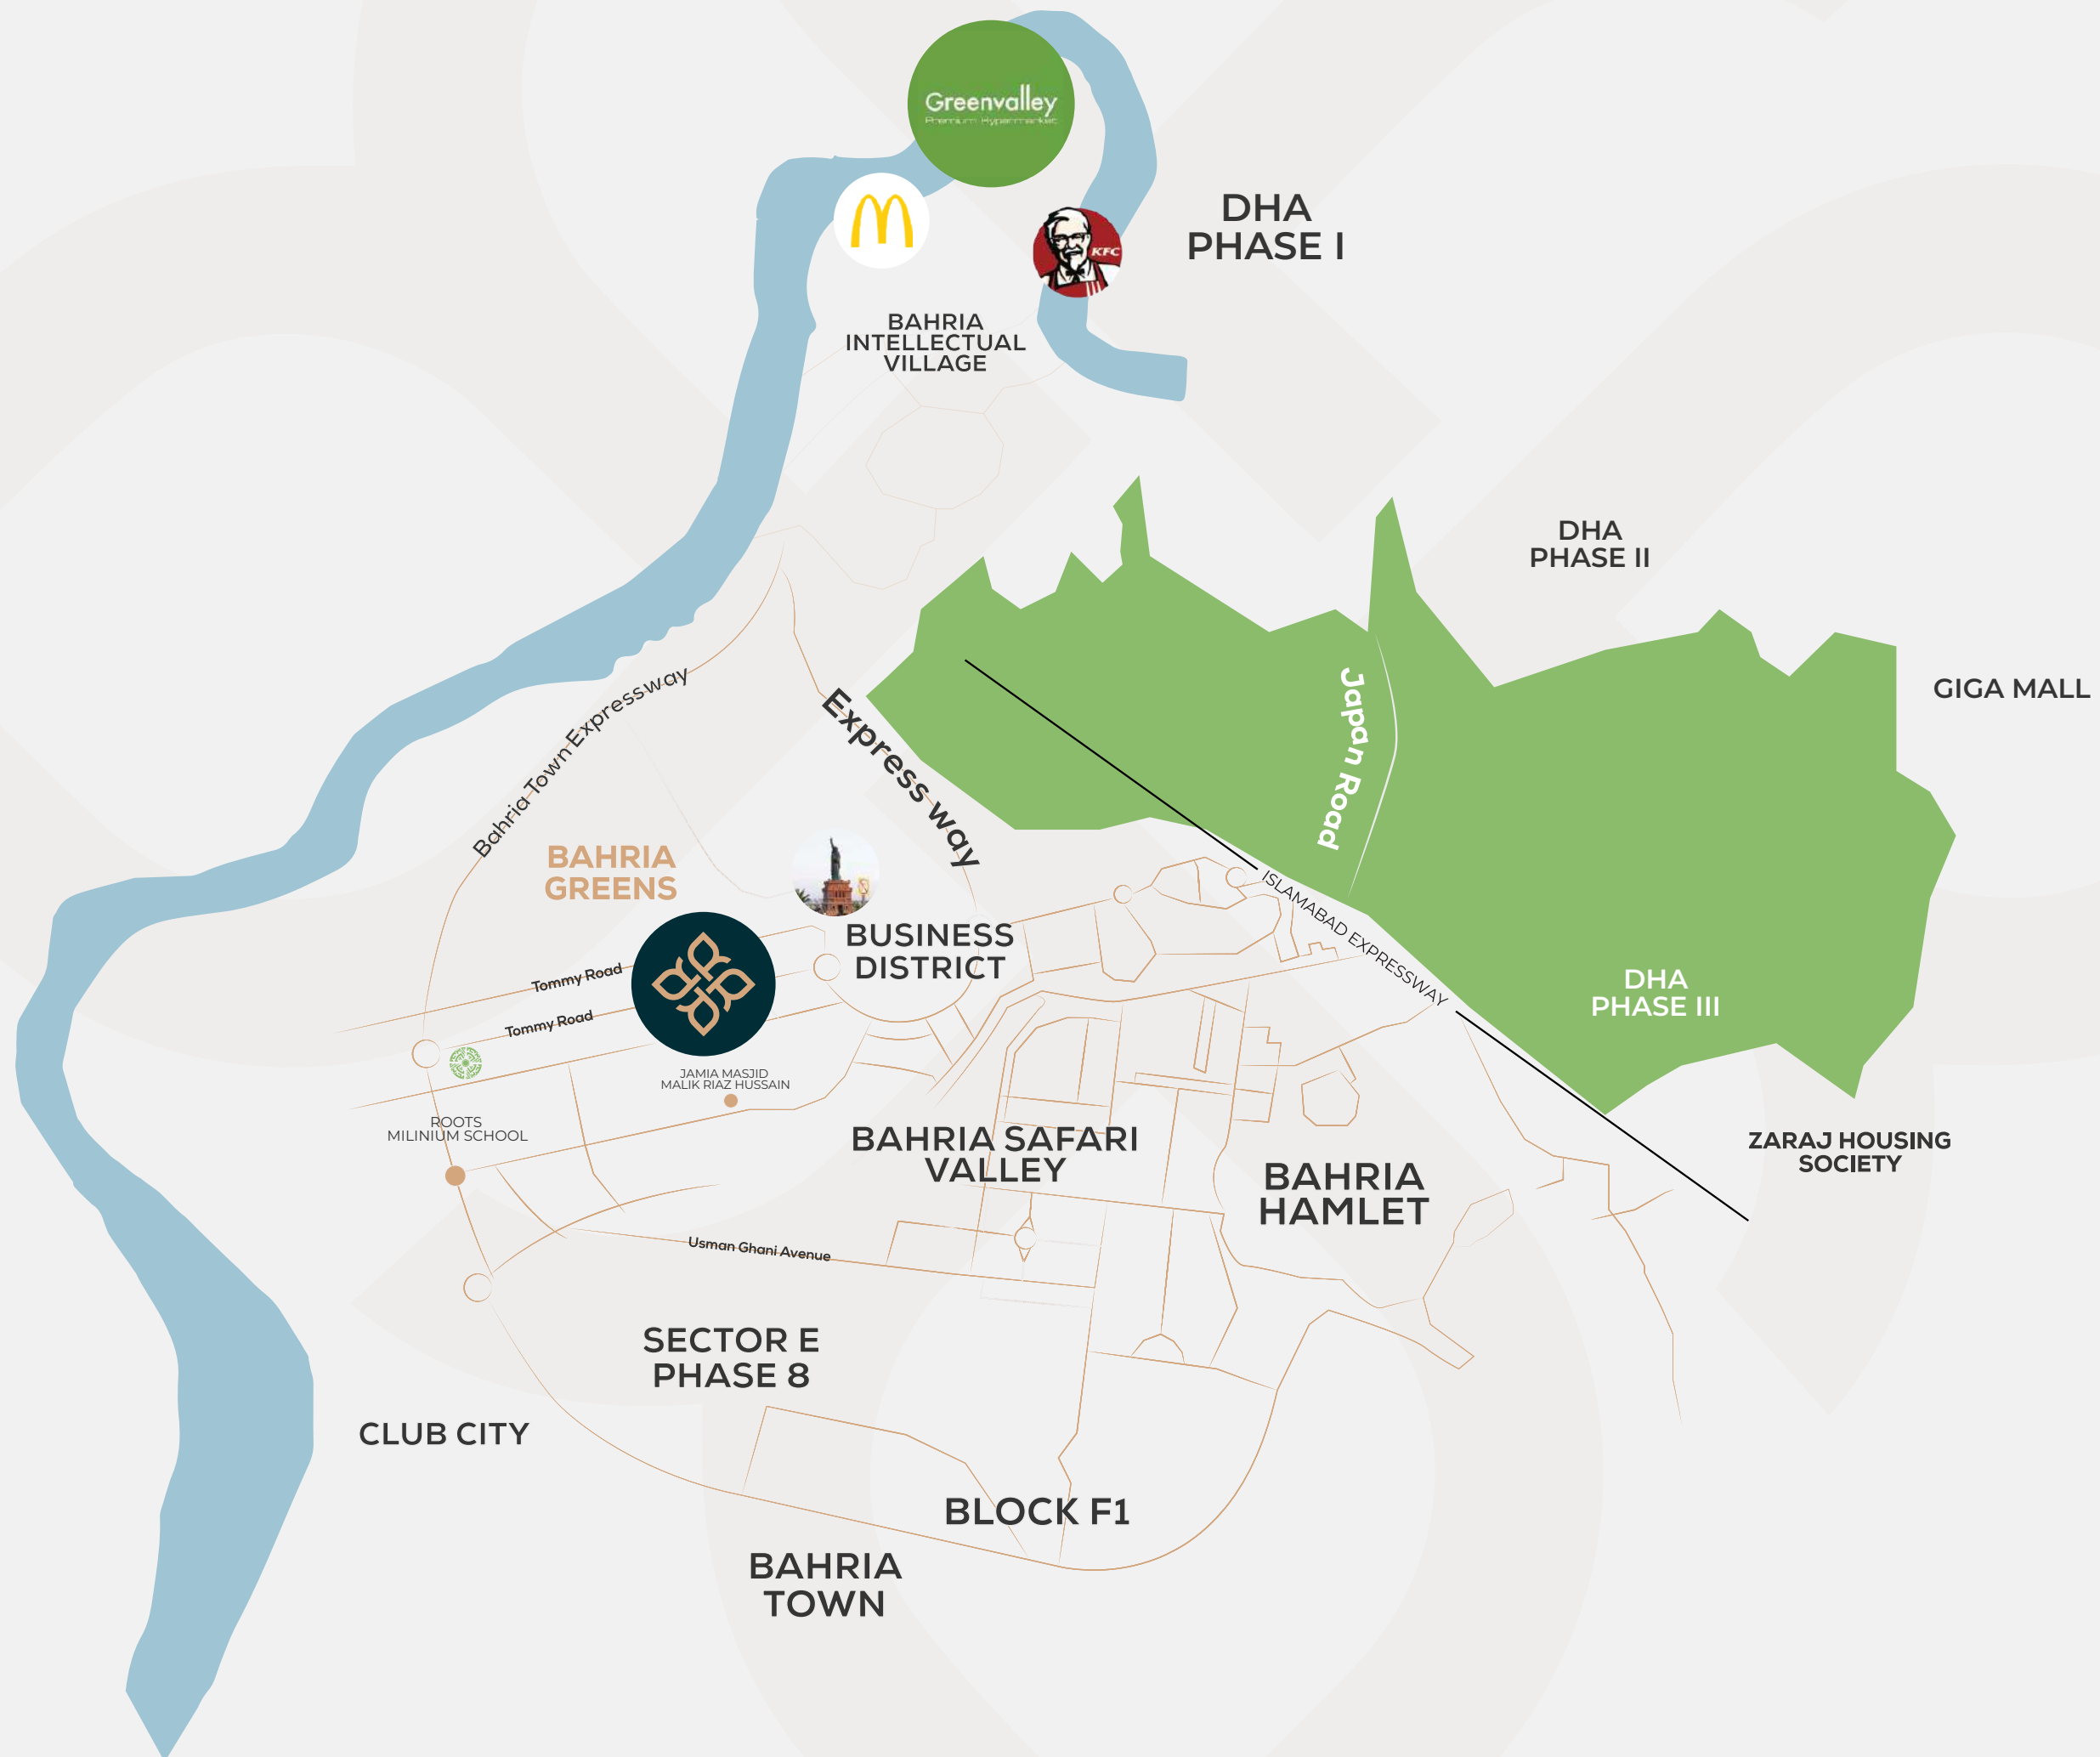 Greenvalley
Premium Hypermarket
KFC
DHA
PHASE I
BAHRIA
INTELLECTUAL
VILLAGE
DHA
PHASE II
GIGA MALL
Japan Road
Bahria Town Expressway
Express way
BAHRIA
GREENS
ISLAMABAD EXPRESSWAY
BUSINESS
DISTRICT
Tommy Road
Tommy Road
DHA
PHASE III
JAMIA MASJID
MALIK RIAZ HUSSAIN
ROOTS
MILINIUM SCHOOL
BAHRIA SAFARI
VALLEY
ZARAJ HOUSING
SOCIETY
BAHRIA
HAMLET
Usman Ghani Avenue
SECTOR E
PHASE 8
CLUB CITY
BLOCK F1
BAHRIA
TOWN